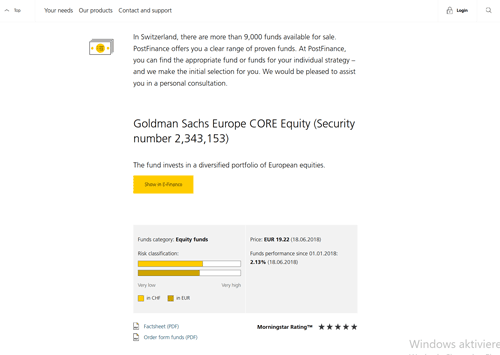 Top
Your needs Our products Contact and support
Login
In Switzerland, there are more than 9,000 funds available for sale.
PostFinance offers you a clear range of proven funds. At PostFinance,
you can find the appropriate fund or funds for your individual strategy –
and we make the initial selection for you. We would be pleased to assist
you in a personal consultation.
Goldman Sachs Europe CORE Equity (Security
number 2,343,153)
The fund invests in a diversified portfolio of European equities.
Show in E-Finance
Funds category: Equity funds
Risk classification:
Very low Very high
in CHF in EUR
Price: EUR 19.22 (18.06.2018)
Funds performance since 01.01.2018:
2.13% (18.06.2018)
Factsheet (PDF)
Order form funds (PDF)
Morningstar Rating™ ★★★★★
Windows aktiviere